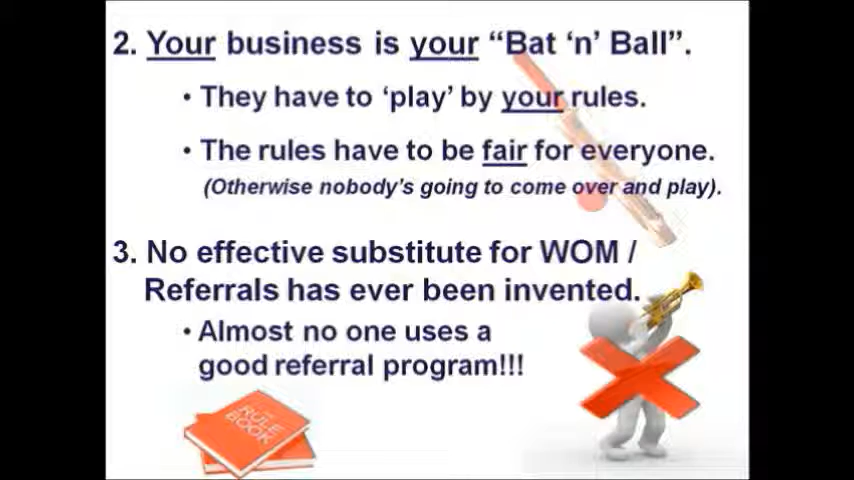 2. Your business is your “Bat ‘n’ Ball”.
• They have to ‘play’ by your rules.
• The rules have to be fair for everyone.
(Otherwise nobody’s going to come over and play).
3. No effective substitute for WOM /
Referrals has ever been invented.
• Almost no one uses a
good referral program!!!
RULE
BOOK